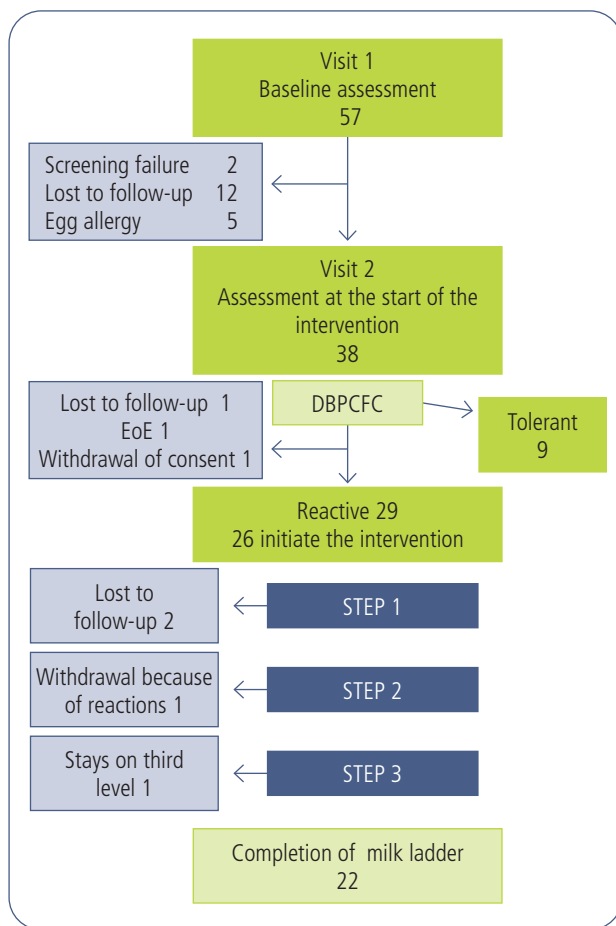 Visit 1
Baseline assessment
57
Screening failure 2
Lost to follow-up 12
Egg allergy 5
Visit 2
Assessment at the start of the
intervention
38
Lost to follow-up 1
EoE 1
Withdrawal of consent 1
DBPCFC
Tolerant
9
Reactive 29
26 initiate the intervention
Lost to
follow-up 2
STEP 1
Withdrawal because
of reactions 1
STEP 2
Stays on third
level 1
STEP 3
Completion of milk ladder
22